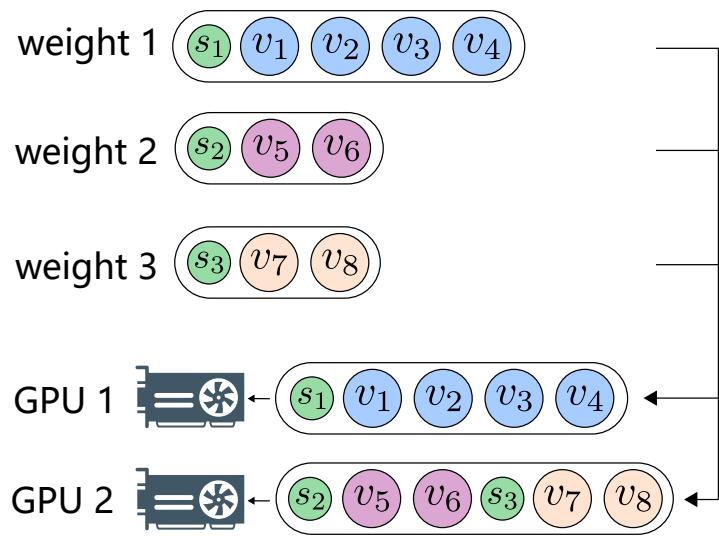 weight 1 s1 v1 v2 v3 v4
weight 2 s2 v5 v6
weight 3 s3 v7 v8
GPU 1 s1 v1 v2 v3 v4
GPU 2 s2 v5 v6 s3 v7 v8